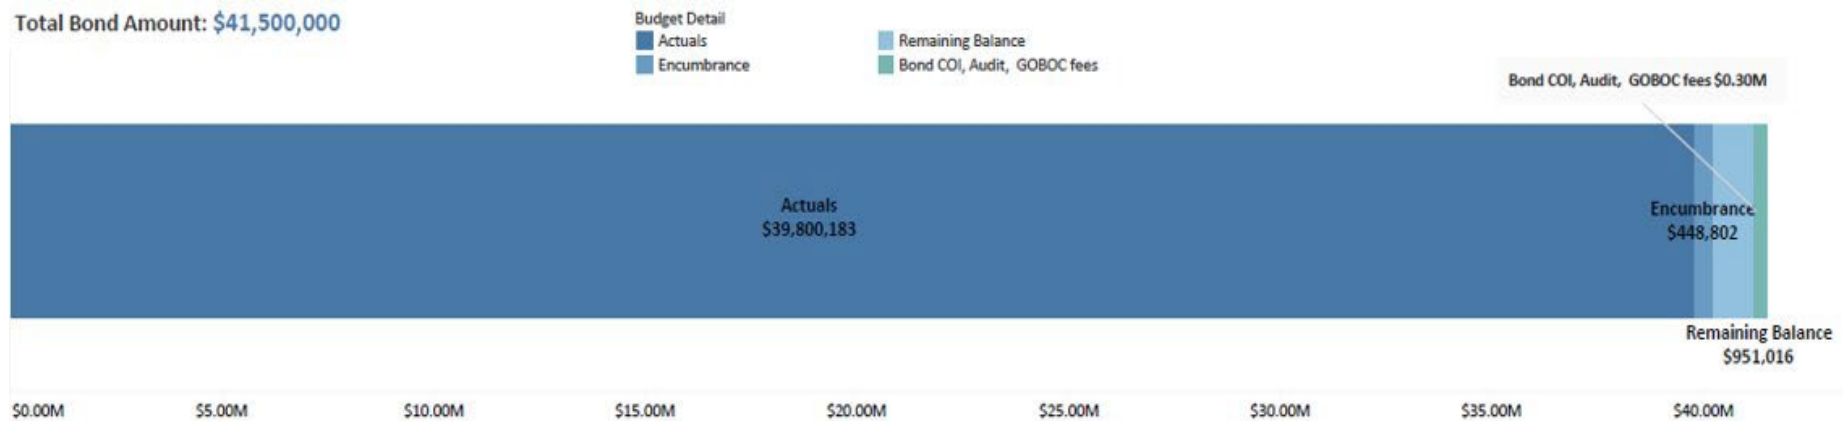 Total Bond Amount: $41,500,000
Budget Detail
Actuals
Remaining Balance
Encumbrance
Bond COI, Audit, GOBOC fees
Bond COI, Audit, GOBOC fees $0.30M
Actuals
$39,800,183
Encumbrance
$448,802
Remaining Balance
$951,016
$0.00M $5.00M $10.00M $15.00M $20.00M $25.00M $30.00M $35.00M $40.00M